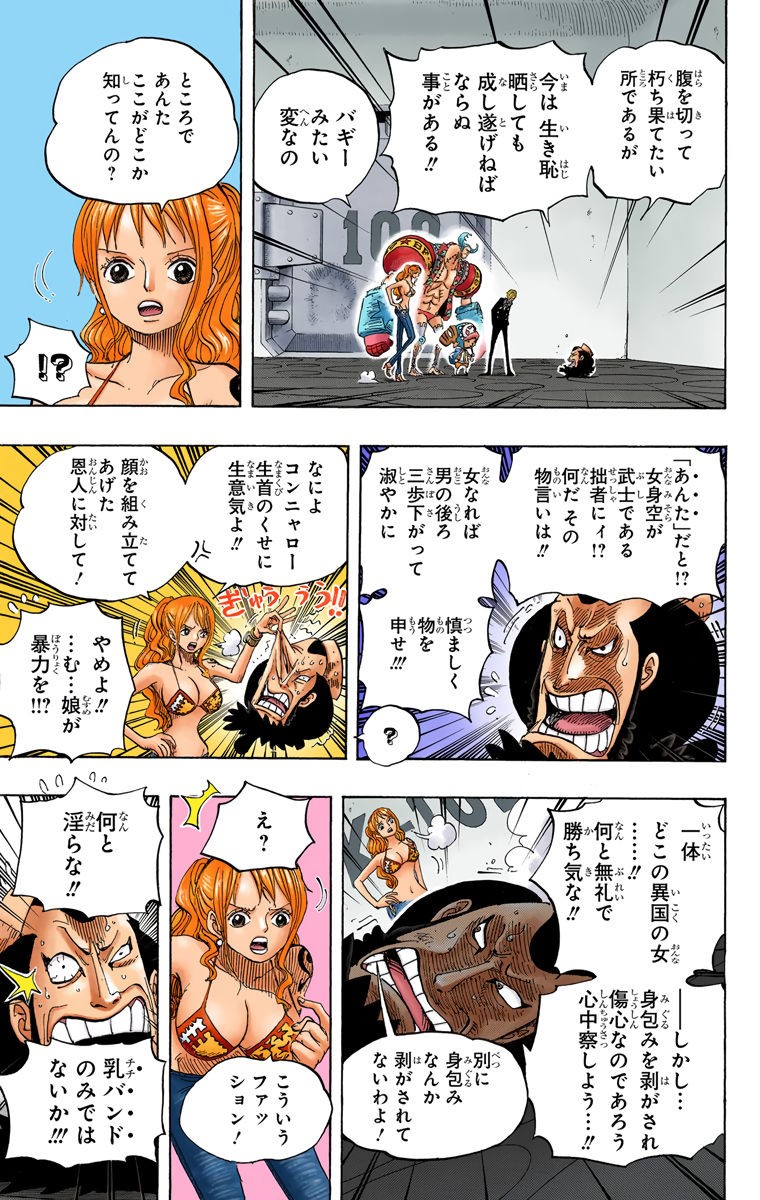 腹を切って
朽ち果てたい
所であるが
今は 生き恥
晒しても
成し遂げねば
ならぬ
事がある!!
バギー
みたい
変なの
ところで
あんた
ここがどこか
知ってんの？
!?
「あんた」だと!?
女身空が
武士である
拙者にィ!?
何だ その
物言いは!!
女なれば
男の後ろ
三歩下がって
淑やかに
慎ましく
物を
申せ!!!
?
なによ
コンニャロー
生首のくせに
生意気よ!!
顔を組み立てて
あげた
恩人に対して！
ぎゅうぅぅ!!
やめよ!!
…む…娘が
暴力を!!!?
一体
どこの異国の女
……!!
何と無礼で
勝ち気な!!
――しかし…
身包みを剥がされ
傷心なのであろう
心中察しよう…!
別に
身包み
なんか
剥がされて
ないわよ！
え？
こういう
ファッ
ション！
何と
淫らな!!
乳バンド
のみでは
ないか!!!